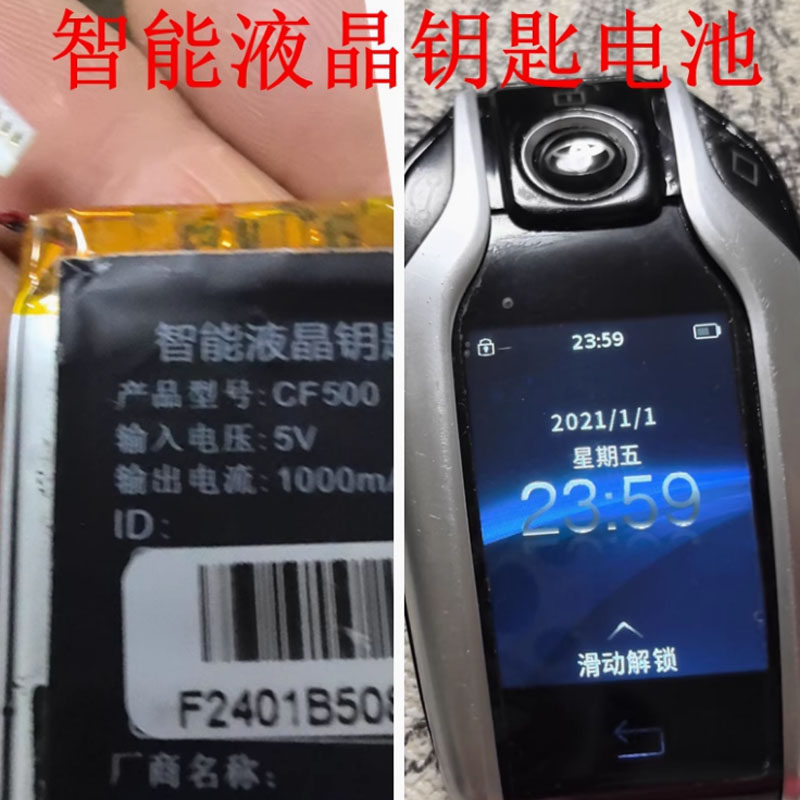 智能液晶钥匙电池
智能液晶钥
产品型号:CF500
输入电压:5V
输出电流:1000m
ID:
F2401B50
厂商名称:
23:59
2021/1/1
星期五
23:59
滑动解锁